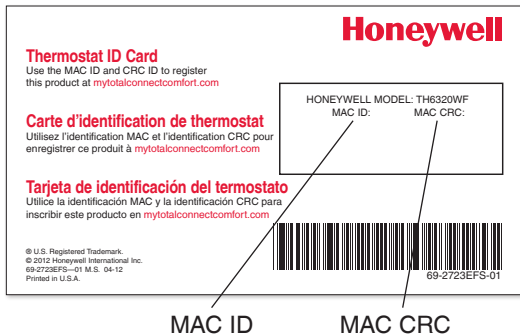 Honeywell
Thermostat ID Card
Use the MAC ID and CRC ID to register
this product at mytotalconnectcomfort.com
Carte d'identification de thermostat
Utilisez l'identification MAC et l'identification CRC pour
enregistrer ce produit à mytotalconnectcomfort.com
Tarjeta de identificación del termostato
Utilice la identificación MAC y la identificación CRC para
inscribir este producto en mytotalconnectcomfort.com
® U.S. Registered Trademark.
© 2012 Honeywell International Inc.
69-2723EFS—01 M.S. 04-12
Printed in U.S.A.
HONEYWELL MODEL: TH6320WF
MAC ID: MAC CRC:
69-2723EFS-01
MAC ID MAC CRC